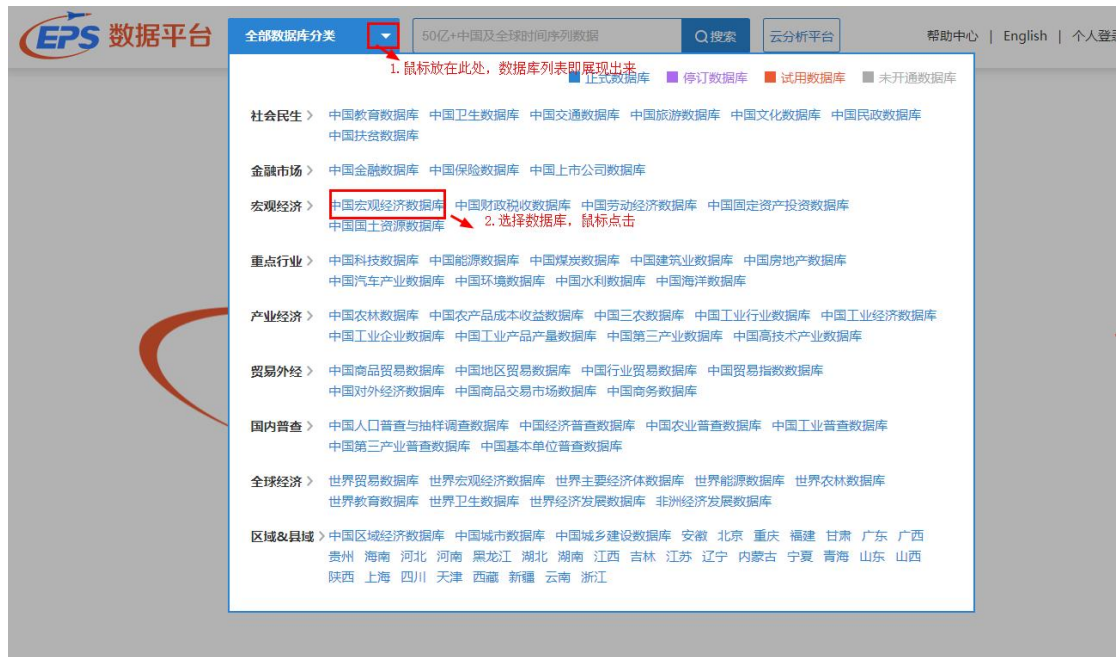 EPS 数据平台
全部数据库分类
50亿+中国及全球时间序列数据
搜索
云分析平台
帮助中心 | English | 个人登录
1. 鼠标放在此处，数据库列表即展现出来
正式数据库 停订数据库 试用数据库 未开通数据库
社会民生 > 中国教育数据库 中国卫生数据库 中国交通数据库 中国旅游数据库 中国文化数据库 中国民政数据库
中国扶贫数据库
金融市场 > 中国金融数据库 中国保险数据库 中国上市公司数据库
宏观经济 > 中国宏观经济数据库 中国财政税收数据库 中国劳动经济数据库 中国固定资产投资数据库
中国国土资源数据库
2. 选择数据库，鼠标点击
重点行业 > 中国科技数据库 中国能源数据库 中国煤炭数据库 中国建筑业数据库 中国房地产数据库
中国汽车产业数据库 中国环境数据库 中国水利数据库 中国海洋数据库
产业经济 > 中国农林数据库 中国农产品成本收益数据库 中国三农数据库 中国工业行业数据库 中国工业经济数据库
中国工业企业数据库 中国工业产品产量数据库 中国第三产业数据库 中国高技术产业数据库
贸易外经 > 中国商品贸易数据库 中国地区贸易数据库 中国行业贸易数据库 中国贸易指数数据库
中国对外经济数据库 中国商品交易市场数据库 中国商务数据库
国内普查 > 中国人口普查与抽样调查数据库 中国经济普查数据库 中国农业普查数据库 中国工业普查数据库
中国第三产业普查数据库 中国基本单位普查数据库
全球经济 > 世界贸易数据库 世界宏观经济数据库 世界主要经济体数据库 世界能源数据库 世界农林数据库
世界教育数据库 世界卫生数据库 世界经济发展数据库 非洲经济发展数据库
区域&县域 > 中国区域经济数据库 中国城市数据库 中国城乡建设数据库 安徽 北京 重庆 福建 甘肃 广东 广西
贵州 海南 河北 河南 黑龙江 湖北 湖南 江西 吉林 江苏 辽宁 内蒙古 宁夏 青海 山东 山西
陕西 上海 四川 天津 西藏 新疆 云南 浙江